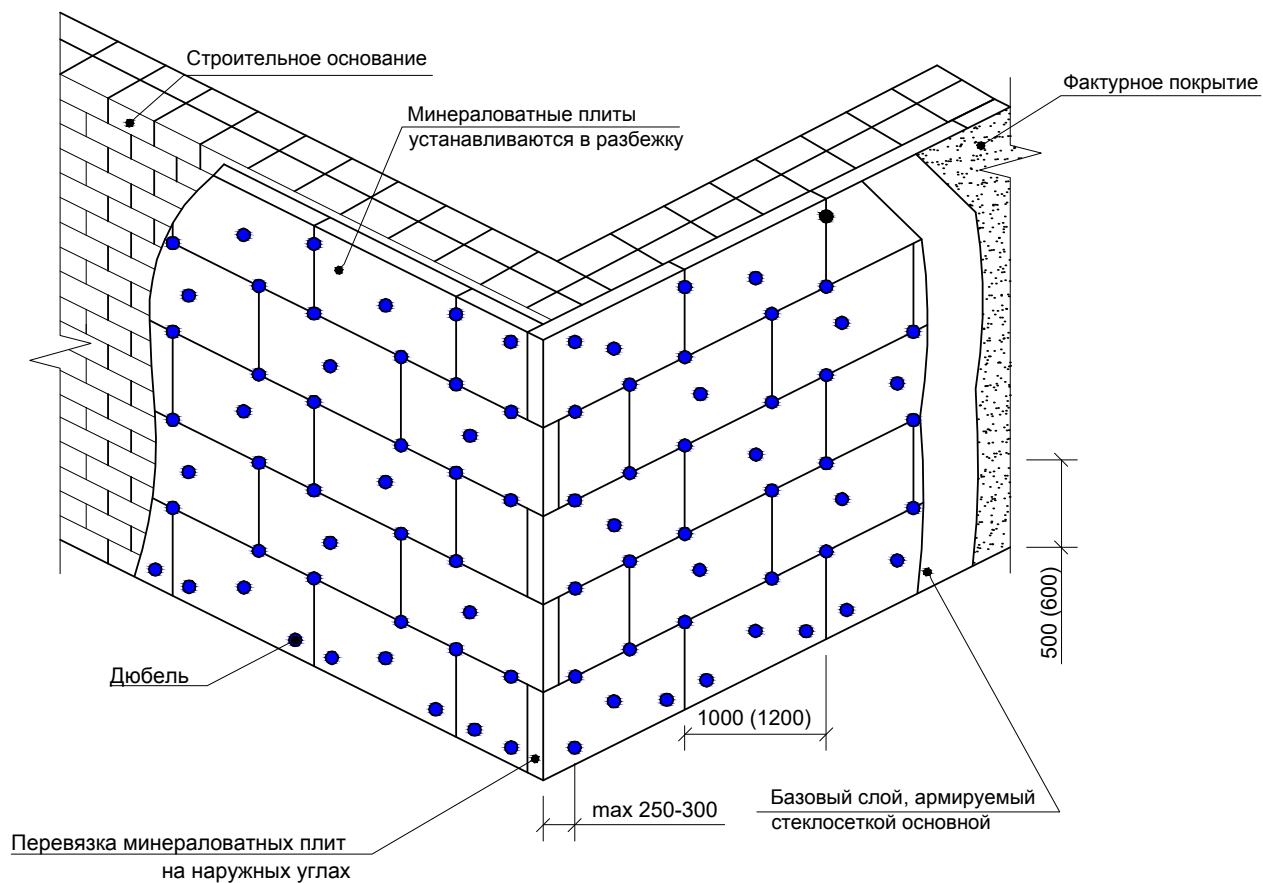 Строительное основание
Фактурное покрытие
Минераловатные плиты
устанавливаются в разбежку
500 (600)
Дюбель
1000 (1200)
max 250-300
Базовый слой, армируемый
стеклосеткой основной
Перевязка минераловатных плит
на наружных углах